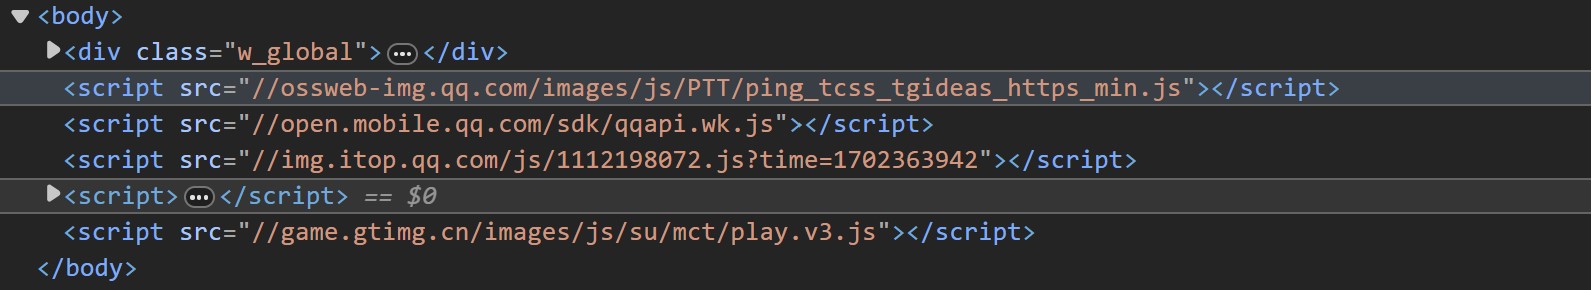 <body>
<div class="w_global">…</div>
<script src="//ossweb-img.qq.com/images/js/PTT/ping_tcss_tgideas_https_min.js"></script>
<script src="//open.mobile.qq.com/sdk/qqapi.wk.js"></script>
<script src="//img.itop.qq.com/js/1112198072.js?time=1702363942"></script>
<script>…</script> == $0
<script src="//game.gtimg.cn/images/js/su/mct/play.v3.js"></script>
</body>